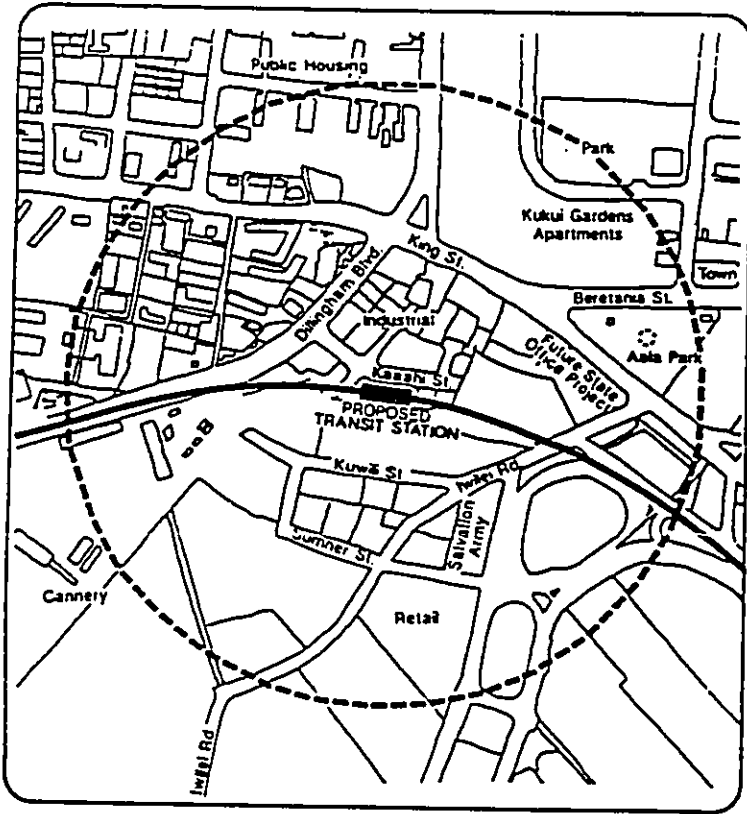 Public Housing
Park
Kukui Gardens
Apartments
King St.
Town
Dillingham Blvd.
Beretania St.
Industrial
Aala Park
Future State
Office Project
Kaaahi St.
PROPOSED
TRANSIT STATION
Kuwili St
Iwilei Rd
Salvation
Army
Sumner St.
Cannery
Retail
Iwilei Rd